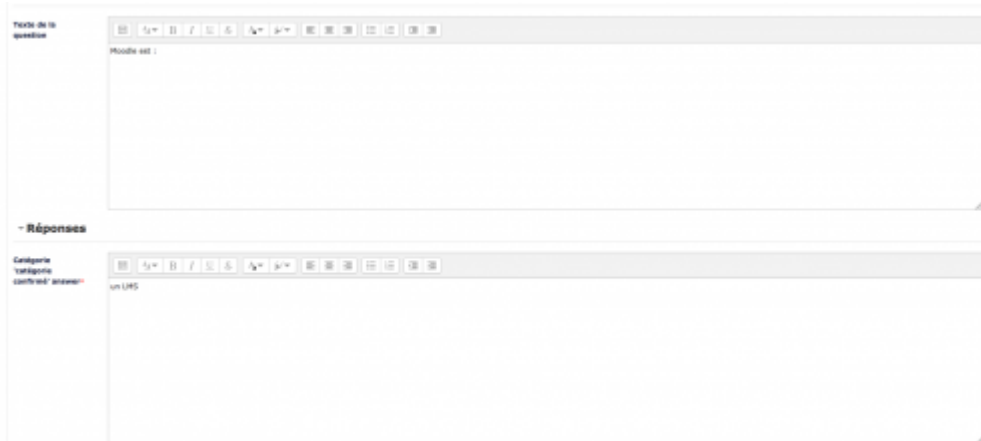 Texte de la
question
Moodle est :
Réponses
Catégorie
'catégorie
confirmé' answer*
un LMS